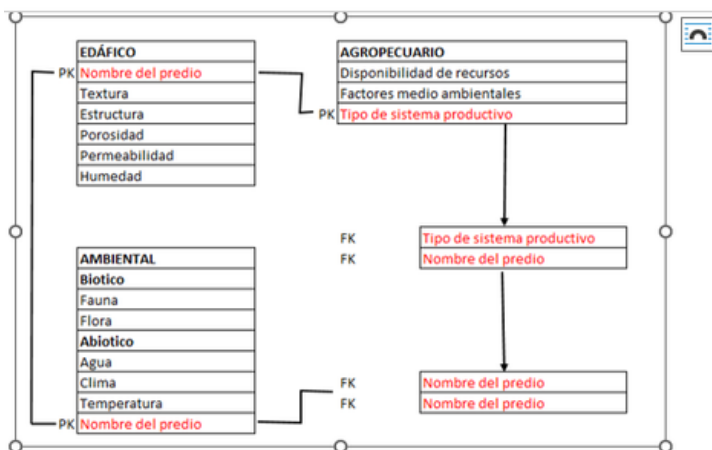 EDÁFICO
PK Nombre del predio
Textura
Estructura
Porosidad
Permeabilidad
Humedad
AGROPECUARIO
Disponibilidad de recursos
Factores medio ambientales
PK Tipo de sistema productivo
FK Tipo de sistema productivo
FK Nombre del predio
AMBIENTAL
Biotico
Fauna
Flora
Abiotico
Agua
Clima
Temperatura
PK Nombre del predio
FK Nombre del predio
FK Nombre del predio